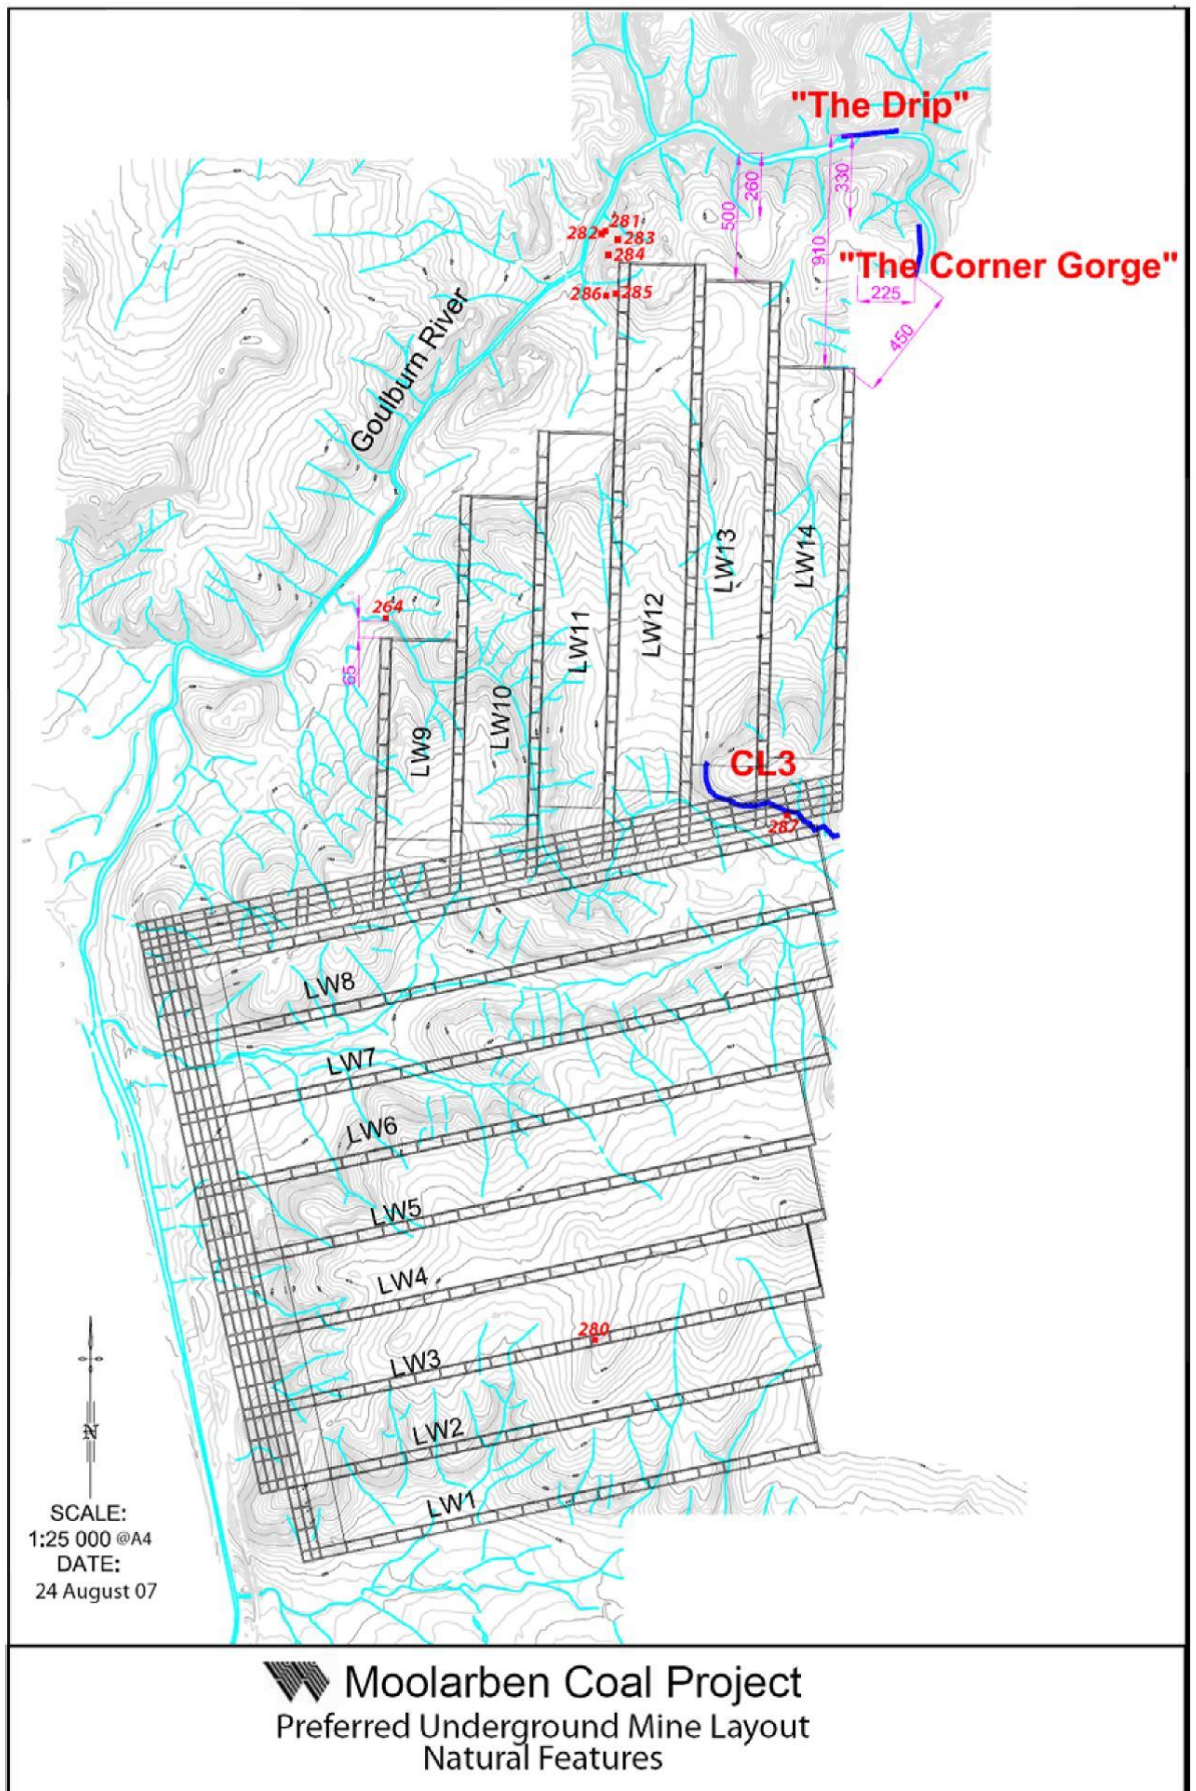 "The Drip"
260
330
500
910
281
282
283
284
"The Corner Gorge"
286
285
225
450
Goulburn River
264
65
LW14
LW13
LW12
LW11
LW10
LW9
CL3
287
LW8
LW7
LW6
LW5
LW4
280
LW3
LW2
LW1
N
SCALE:
1:25 000 @A4
DATE:
24 August 07
Moolarben Coal Project
Preferred Underground Mine Layout
Natural Features